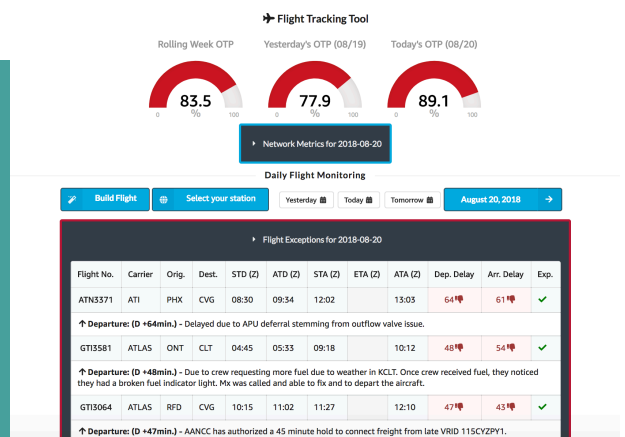 Flight Tracking Tool
Rolling Week OTP Yesterday's OTP (08/19) Today's OTP (08/20)
83.5 77.9 89.1
0 % 100 0 % 100 0 % 100
Network Metrics for 2018-08-20
Daily Flight Monitoring
Build Flight Select your station Yesterday Today Tomorrow August 20, 2018
Flight Exceptions for 2018-08-20
Flight No. Carrier Orig. Dest. STD (Z) ATD (Z) STA (Z) ETA (Z) ATA (Z) Dep. Delay Arr. Delay Exp.
ATN3371 ATI PHX CVG 08:30 09:34 12:02 13:03 64 61
Departure: (D +64min.) - Delayed due to APU deferral stemming from outflow valve issue.
GTI3581 ATLAS ONT CLT 04:45 05:33 09:18 10:12 48 54
Departure: (D +48min.) - Due to crew requesting more fuel due to weather in KCLT. Once crew received fuel, they noticed
they had a broken fuel indicator light. Mx was called and able to fix and to depart the aircraft.
GTI3064 ATLAS RFD CVG 10:15 11:02 11:27 12:10 47 43
Departure: (D +47min.) - AANCC has authorized a 45 minute hold to connect freight from late VRID 115CYZPY1.